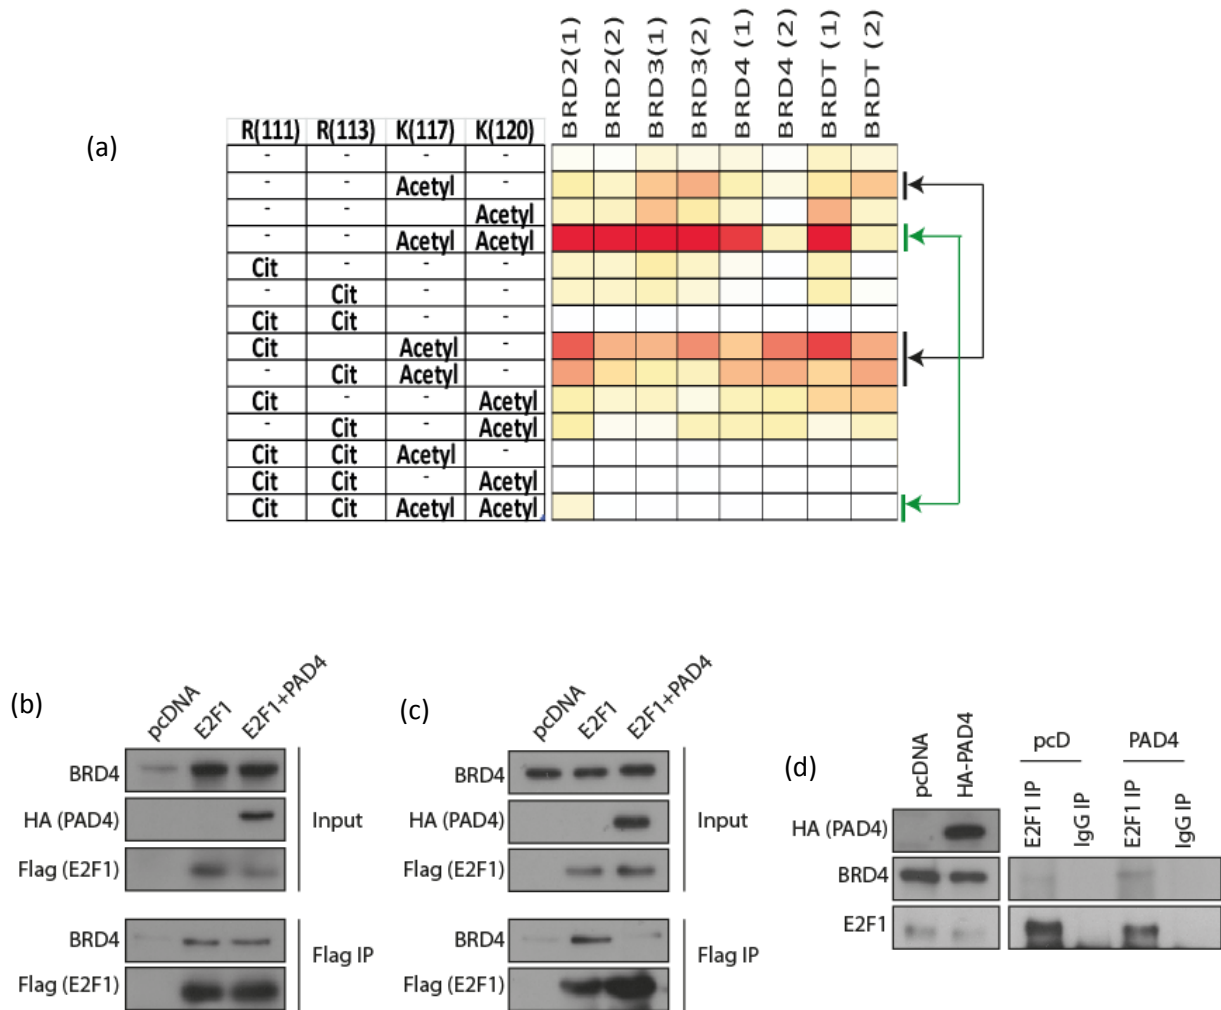 (a)
BRD2(1) BRD2(2) BRD3(1) BRD3(2) BRD4 (1) BRD4 (2) BRDT (1) BRDT (2)
R(111) R(113) K(117) K(120)
- - - -
- - Acetyl -
- - Acetyl
- - Acetyl Acetyl
Cit - - -
- Cit - -
Cit Cit - -
Cit Acetyl -
- Cit Acetyl -
Cit - - Acetyl
- Cit - Acetyl
Cit Cit Acetyl -
Cit Cit - Acetyl
Cit Cit Acetyl Acetyl
(b)
pcDNA E2F1 E2F1+PAD4
BRD4
HA (PAD4)
Flag (E2F1)
Input
BRD4
Flag (E2F1)
Flag IP
(c)
pcDNA E2F1 E2F1+PAD4
BRD4
HA (PAD4)
Flag (E2F1)
Input
BRD4
Flag (E2F1)
Flag IP
(d)
pcDNA HA-PAD4
pcD PAD4
E2F1 IP IgG IP E2F1 IP IgG IP
HA (PAD4)
BRD4
E2F1